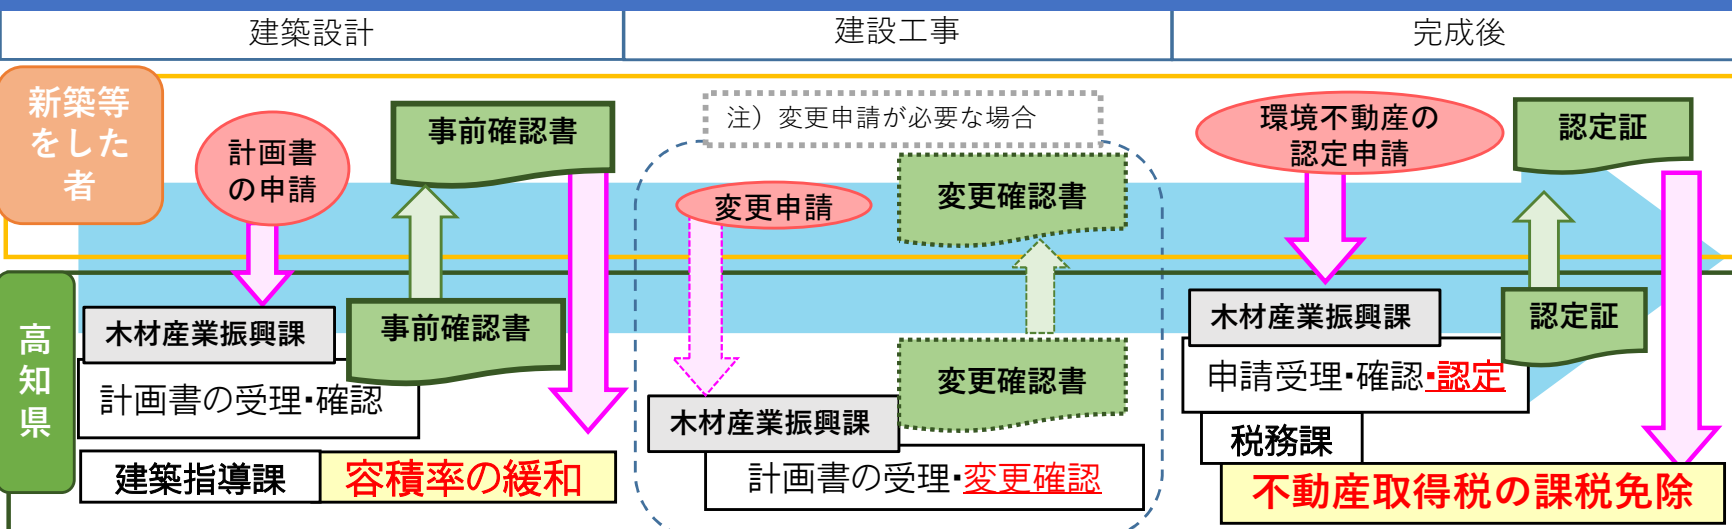 建築設計
建設工事
完成後
新築等
をした
者
計画書
の申請
事前確認書
注）変更申請が必要な場合
変更申請
変更確認書
環境不動産の
認定申請
認定証
高
知
県
木材産業振興課
事前確認書
計画書の受理･確認
建築指導課
容積率の緩和
変更確認書
木材産業振興課
計画書の受理･変更確認
木材産業振興課
認定証
申請受理･確認･認定
税務課
不動産取得税の課税免除